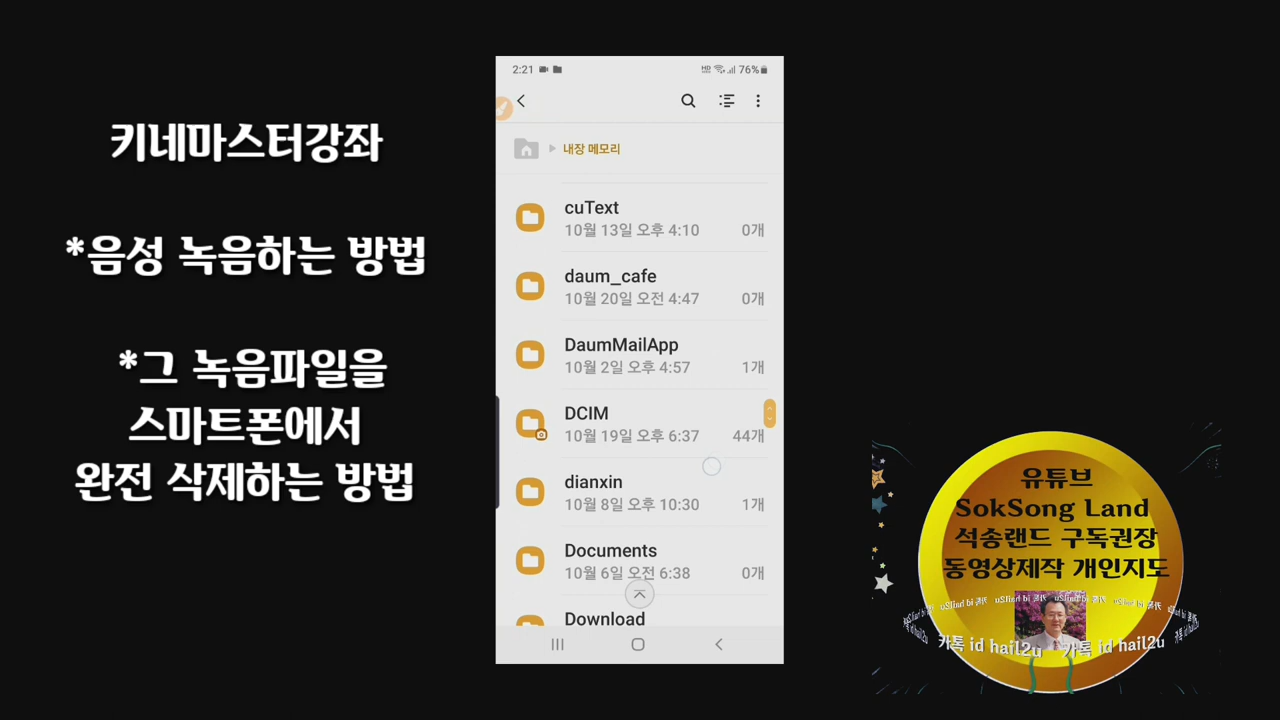 키네마스터강좌
*음성 녹음하는 방법
*그 녹음파일을
스마트폰에서
완전 삭제하는 방법
2:21
76%
내장 메모리
cuText
10월 13일 오후 4:10 0개
daum_cafe
10월 20일 오전 4:47 0개
DaumMailApp
10월 2일 오후 4:57 1개
DCIM
10월 19일 오후 6:37 44개
dianxin
10월 8일 오후 10:30 1개
Documents
10월 6일 오전 6:38 0개
Download
유튜브
SokSong Land
석송랜드 구독권장
동영상제작 개인지도
카톡 id hail2u 카톡 id hail2u